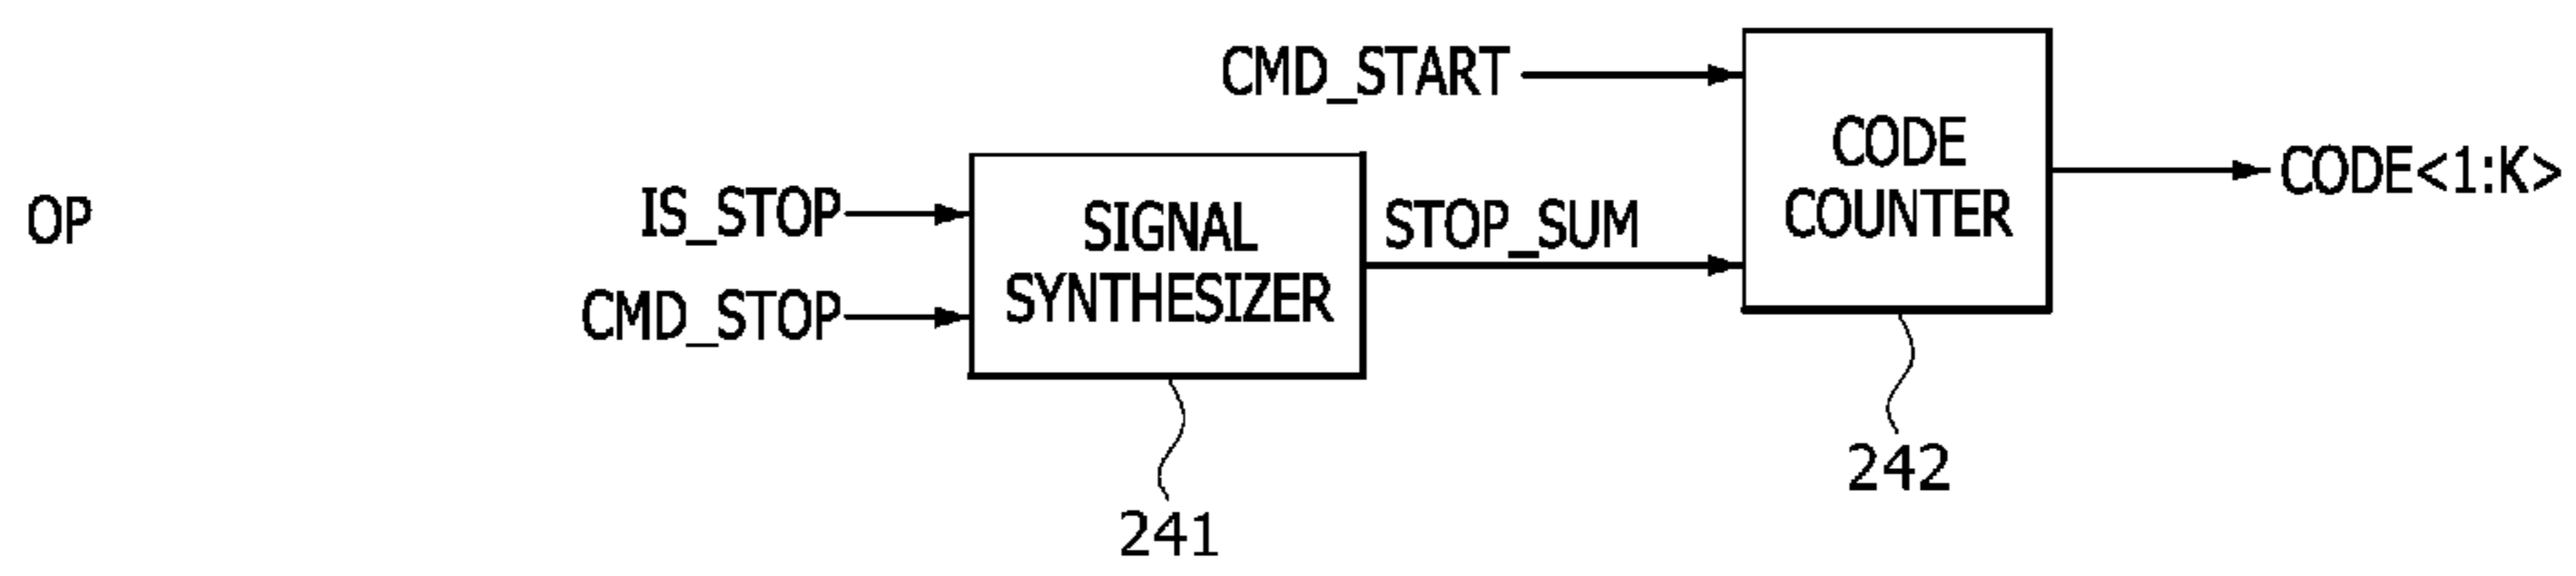 CMD_START
CODE
COUNTER
CODE<1:K>
OP
IS_STOP
SIGNAL
SYNTHESIZER
STOP_SUM
CMD_STOP
242
241